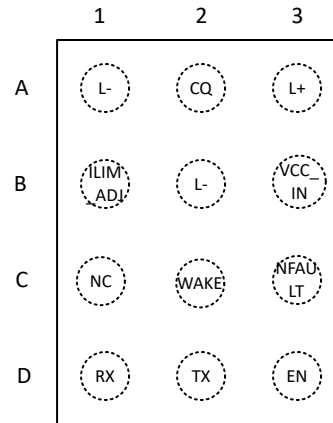 1 2 3
A L- CQ L+
B ILIM_ADJ L- VCC_IN
C NC WAKE NFAULT
D RX TX EN